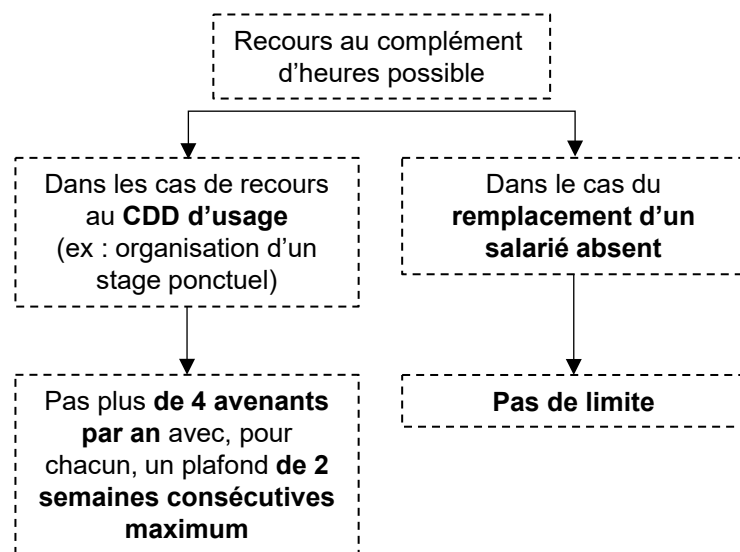 Recours au complément
d’heures possible
Dans les cas de recours
au CDD d’usage
(ex : organisation d’un
stage ponctuel)
Dans le cas du
remplacement d’un
salarié absent
Pas plus de 4 avenants
par an avec, pour
chacun, un plafond de 2
semaines consécutives
maximum
Pas de limite